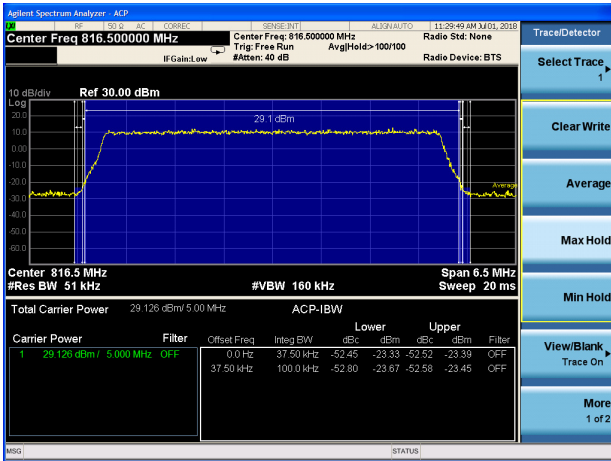 Agilent Spectrum Analyzer - ACP
RF 50 Ω AC CORREC SENSE:INT ALIGN AUTO 11:29:49 AM Jul 01, 2018
Center Freq 816.500000 MHz
Center Freq: 816.500000 MHz Radio Std: None
Trig: Free Run Avg|Hold:> 100/100
IFGain:Low #Atten: 40 dB Radio Device: BTS
10 dB/div Ref 30.00 dBm
Log
20.0
29.1 dBm
10.0
0.00
-10.0
-20.0
Average
-30.0
-40.0
-50.0
-60.0
Center 816.5 MHz Span 6.5 MHz
#Res BW 51 kHz #VBW 160 kHz Sweep 20 ms
Total Carrier Power 29.126 dBm/ 5.00 MHz ACP-IBW
Lower Upper
Carrier Power Filter Offset Freq Integ BW dBc dBm dBc dBm Filter
1 29.126 dBm / 5.000 MHz OFF 0.0 Hz 37.50 kHz -52.45 -23.33 -52.52 -23.39 OFF
37.50 kHz 100.0 kHz -52.80 -23.67 -52.58 -23.45 OFF
MSG STATUS
Trace/Detector
Select Trace
1
Clear Write
Average
Max Hold
Min Hold
View/Blank
Trace On
More
1 of 2